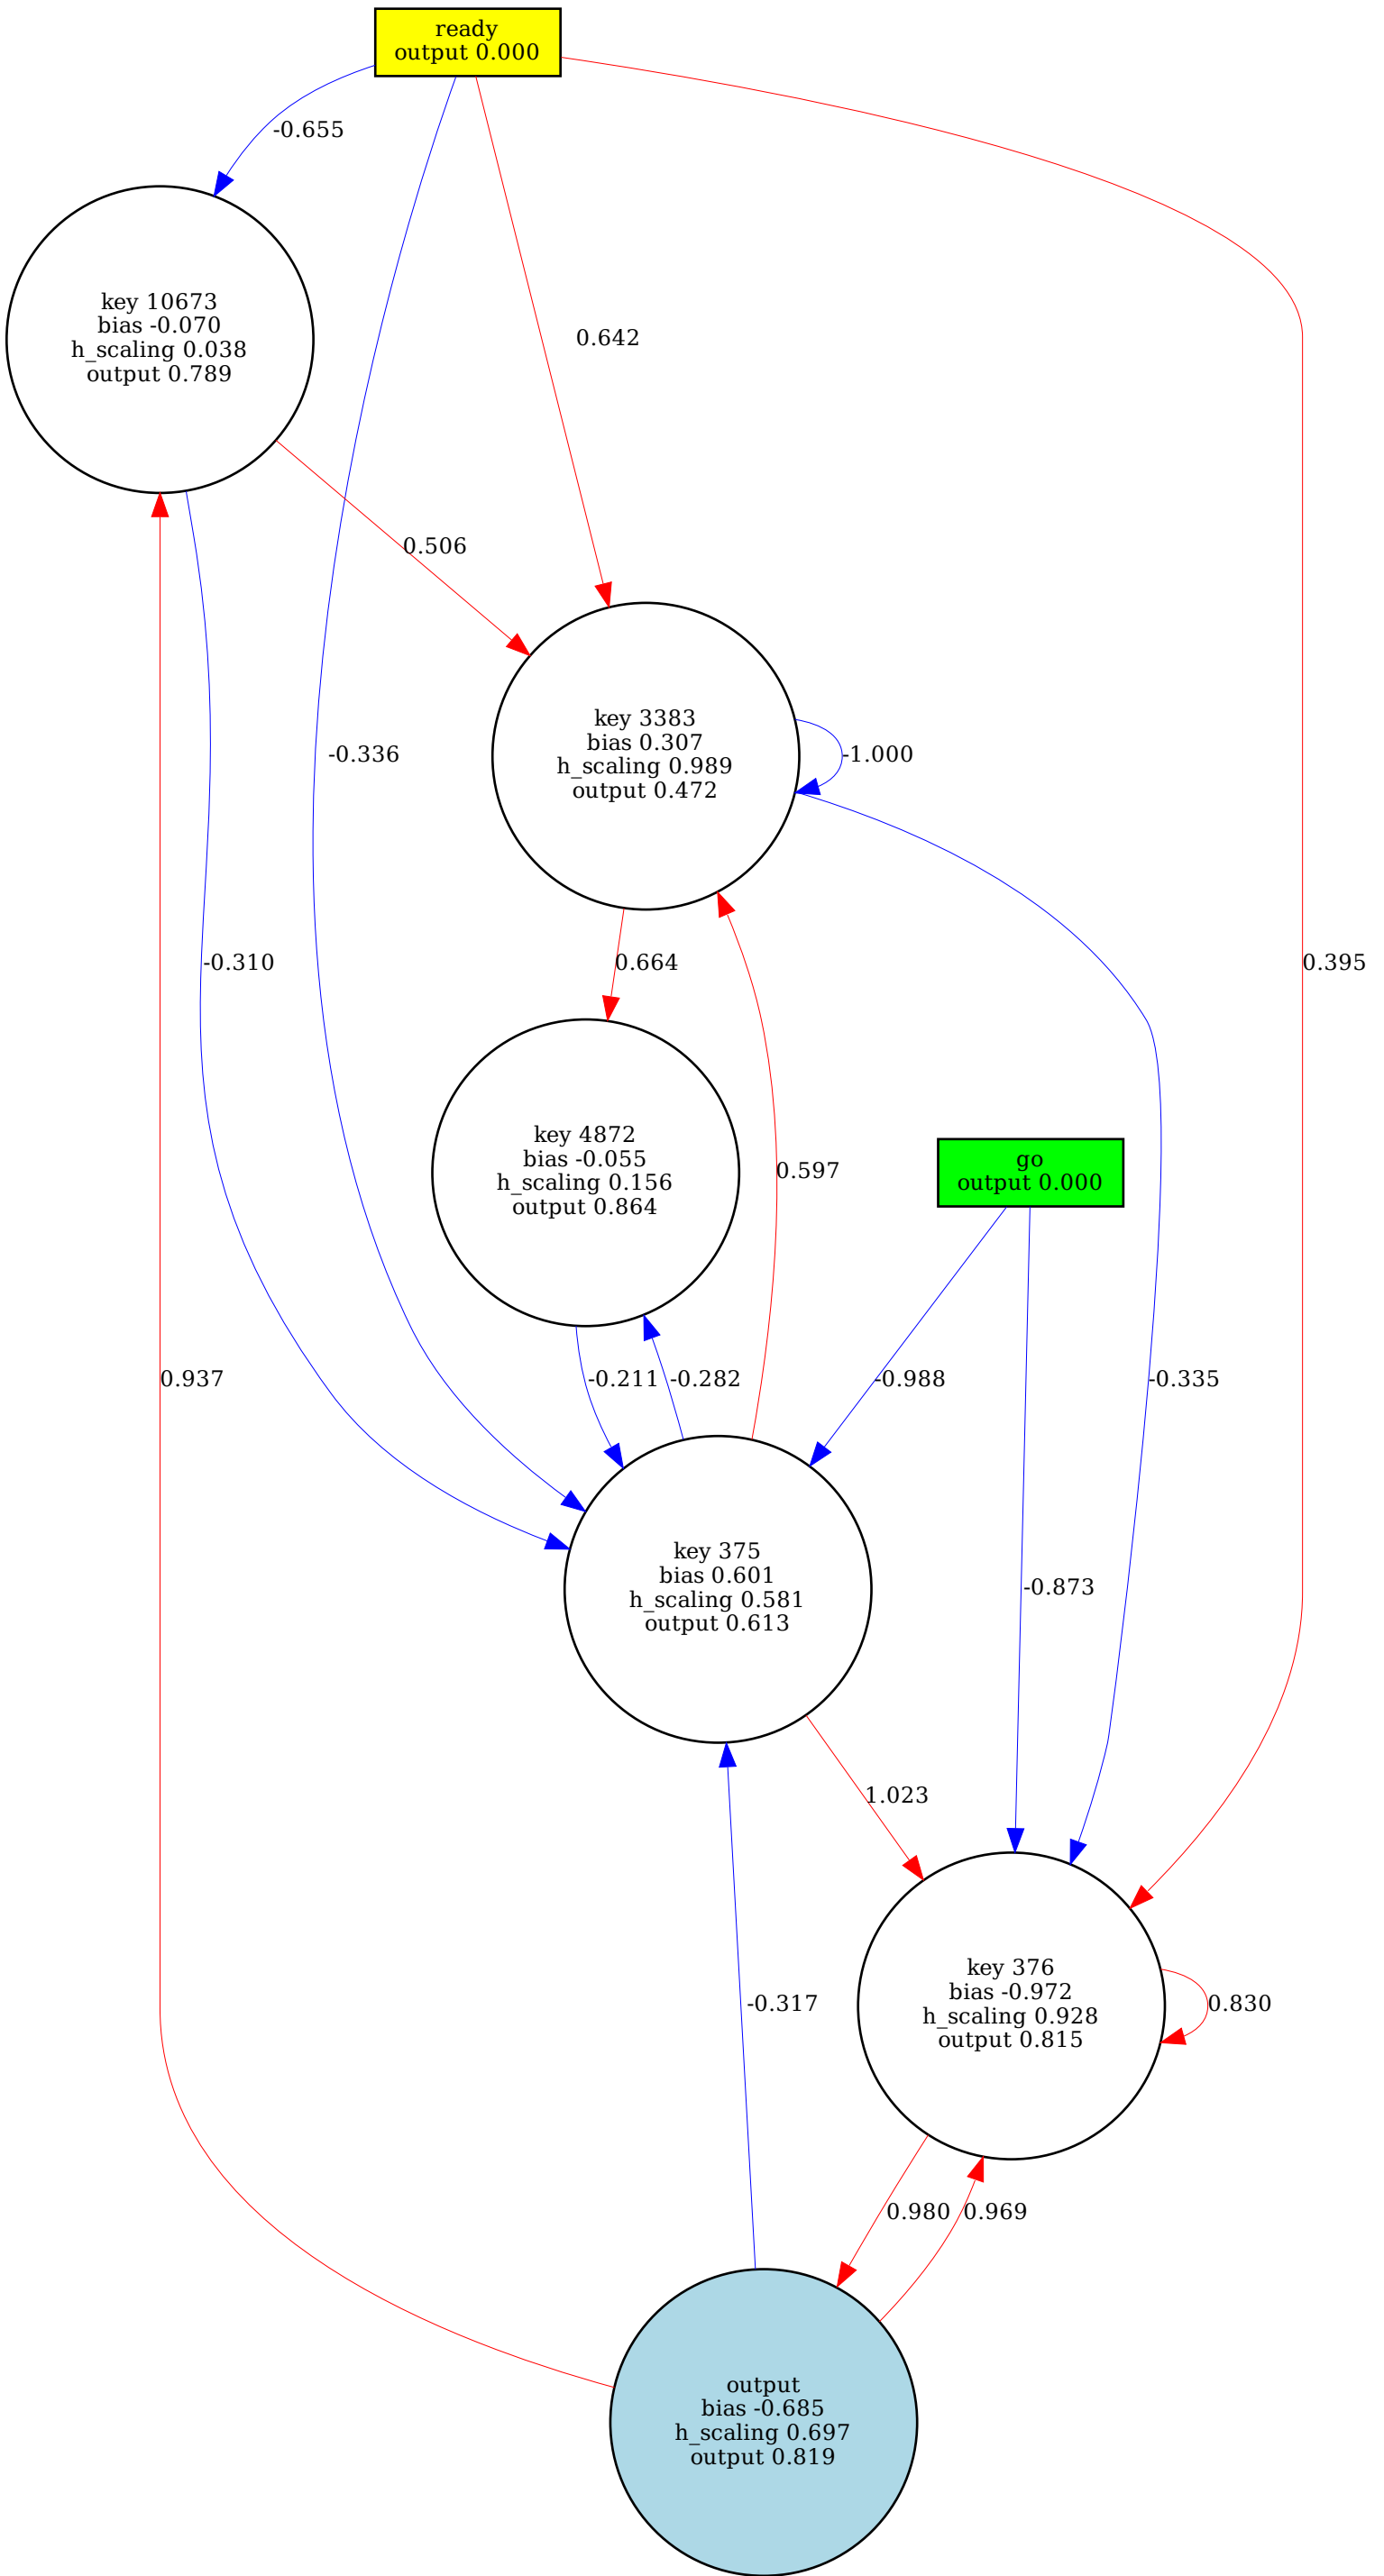 ready
output 0.000
-0.655
key 10673
bias -0.070
h_scaling 0.038
output 0.789
0.642
0.506
key 3383
bias 0.307
h_scaling 0.989
output 0.472
-1.000
-0.336
-0.310
0.664
0.395
key 4872
bias -0.055
h_scaling 0.156
output 0.864
0.597
go
output 0.000
0.937
-0.211
-0.282
-0.988
-0.335
key 375
bias 0.601
h_scaling 0.581
output 0.613
-0.873
1.023
key 376
bias -0.972
h_scaling 0.928
output 0.815
-0.317
0.830
0.980
0.969
output
bias -0.685
h_scaling 0.697
output 0.819